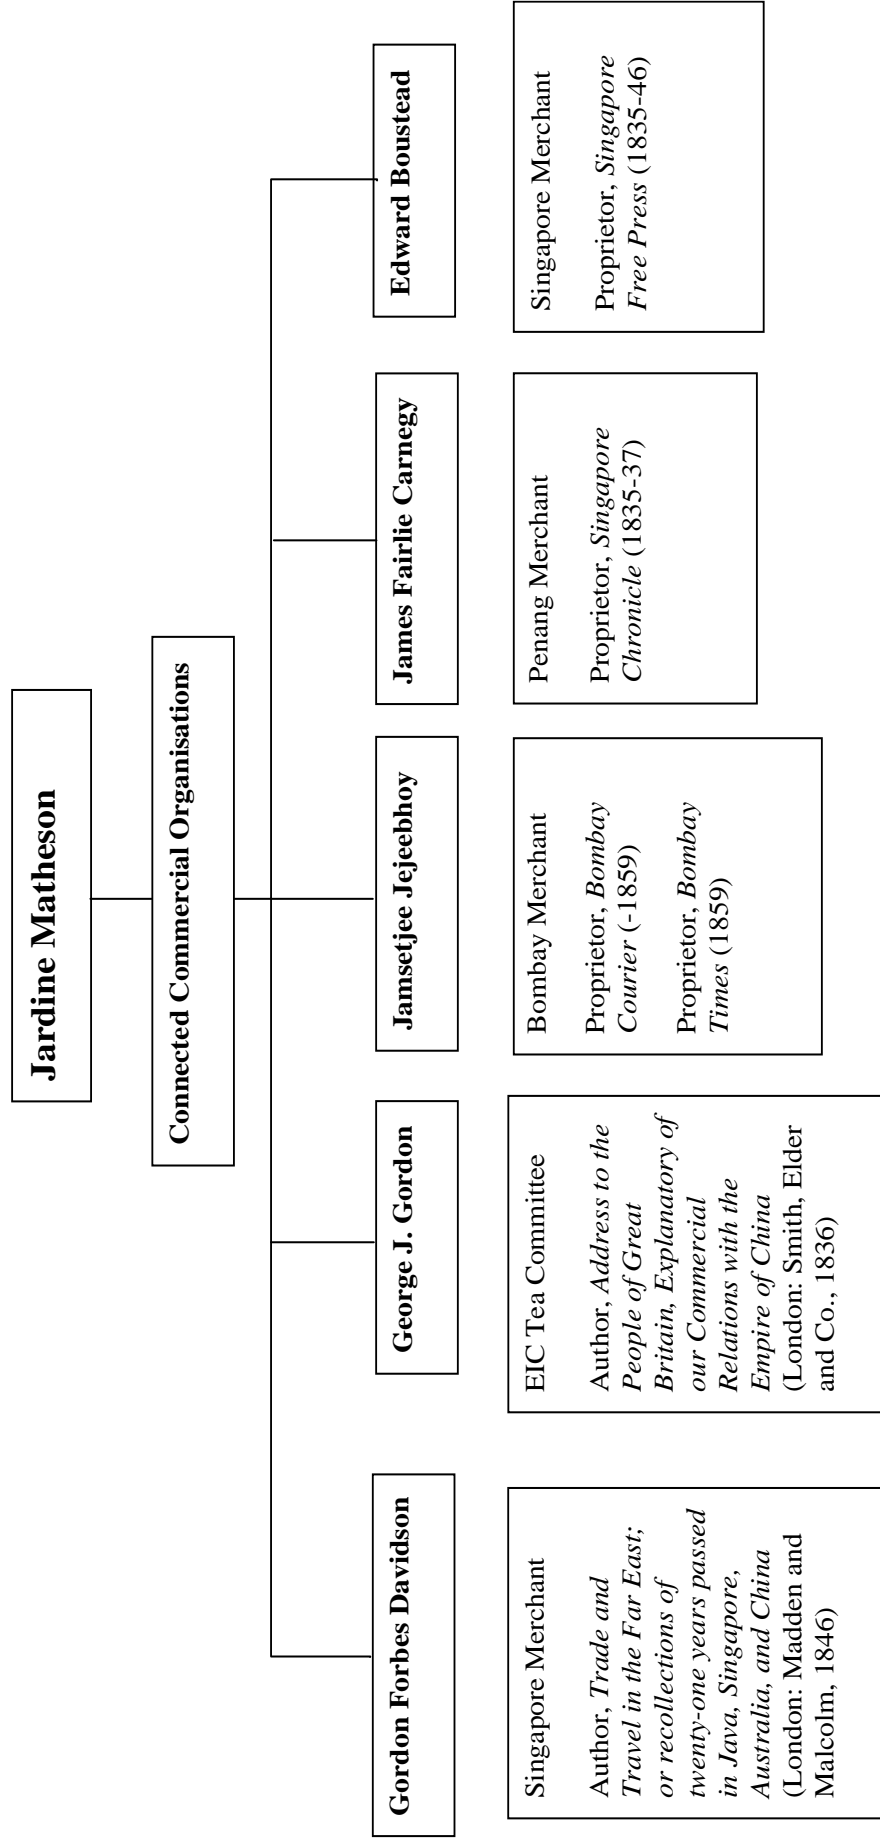 Jardine Matheson
Connected Commercial Organisations
Gordon Forbes Davidson
Singapore Merchant
Author, Trade and
Travel in the Far East;
or recollections of
twenty-one years passed
in Java, Singapore,
Australia, and China
(London: Madden and
Malcolm, 1846)
George J. Gordon
EIC Tea Committee
Author, Address to the
People of Great
Britain, Explanatory of
our Commercial
Relations with the
Empire of China
(London: Smith, Elder
and Co., 1836)
Jamsetjee Jejeebhoy
Bombay Merchant
Proprietor, Bombay
Courier (-1859)
Proprietor, Bombay
Times (1859)
James Fairlie Carnegy
Penang Merchant
Proprietor, Singapore
Chronicle (1835-37)
Edward Boustead
Singapore Merchant
Proprietor, Singapore
Free Press (1835-46)